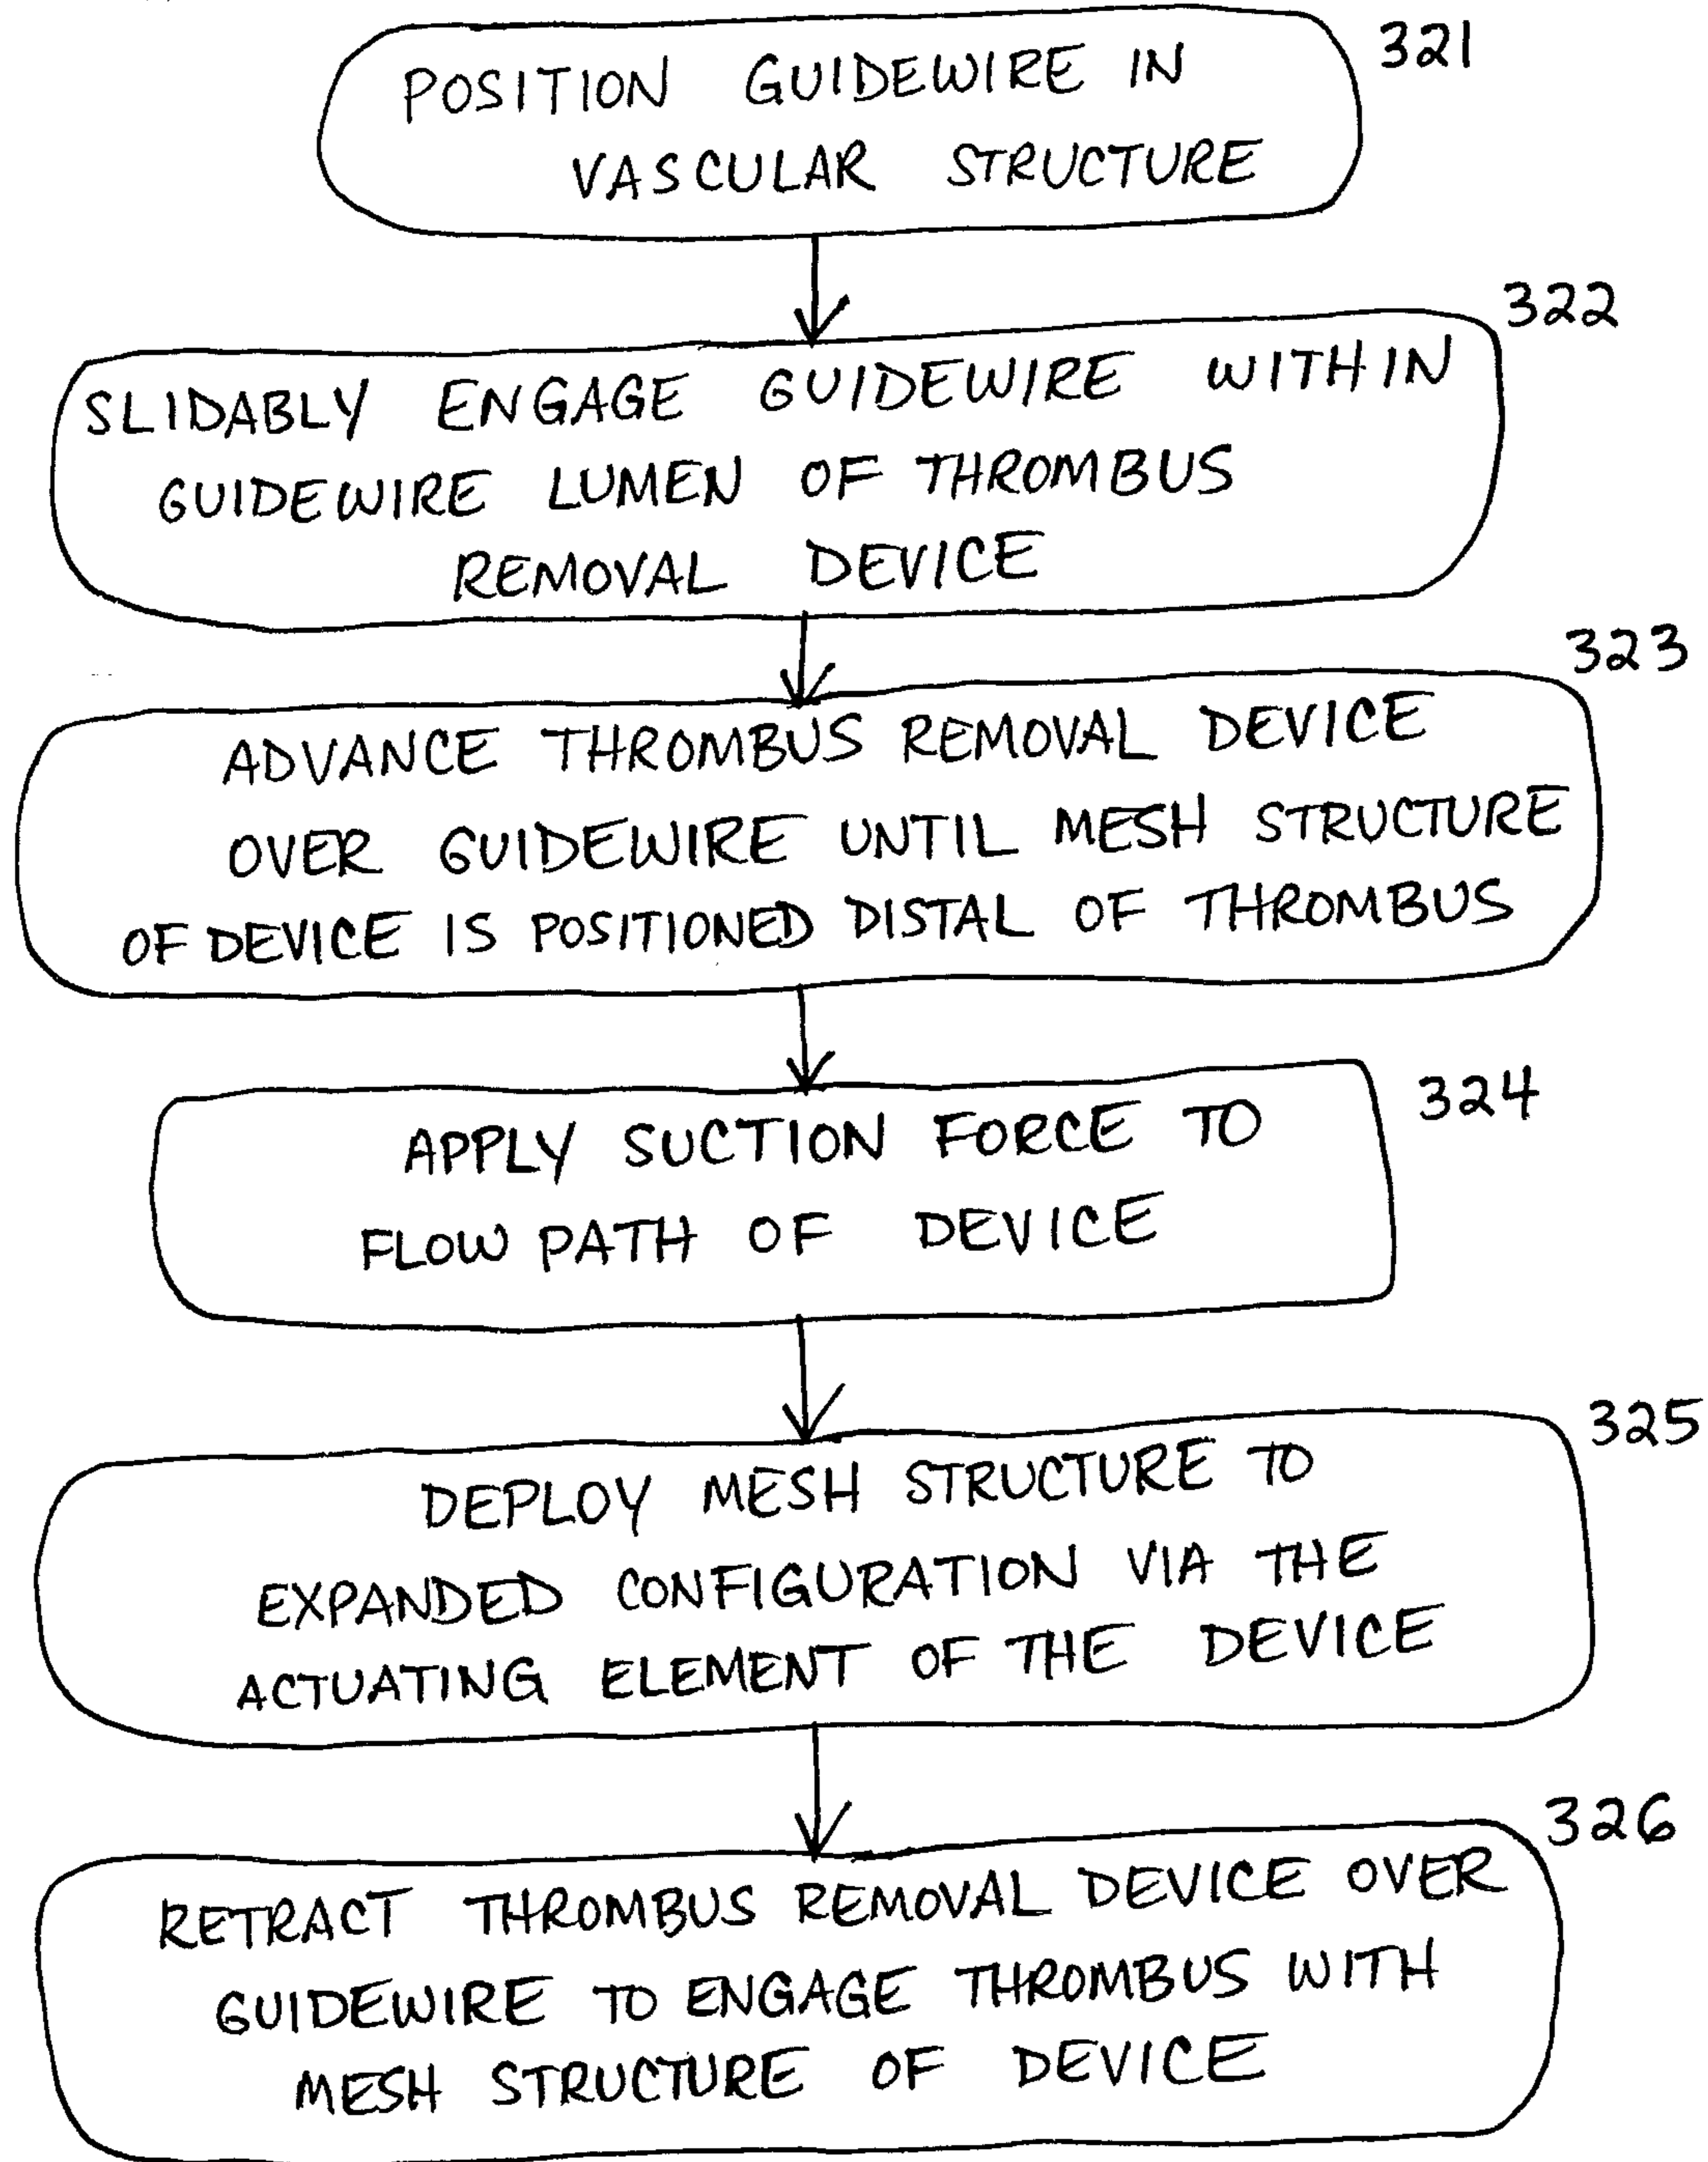 321
POSITION GUIDEWIRE IN
VASCULAR STRUCTURE
322
SLIDABLY ENGAGE GUIDEWIRE WITHIN
GUIDEWIRE LUMEN OF THROMBUS
REMOVAL DEVICE
323
ADVANCE THROMBUS REMOVAL DEVICE
OVER GUIDEWIRE UNTIL MESH STRUCTURE
OF DEVICE IS POSITIONED DISTAL OF THROMBUS
324
APPLY SUCTION FORCE TO
FLOW PATH OF DEVICE
325
DEPLOY MESH STRUCTURE TO
EXPANDED CONFIGURATION VIA THE
ACTUATING ELEMENT OF THE DEVICE
326
RETRACT THROMBUS REMOVAL DEVICE OVER
GUIDEWIRE TO ENGAGE THROMBUS WITH
MESH STRUCTURE OF DEVICE